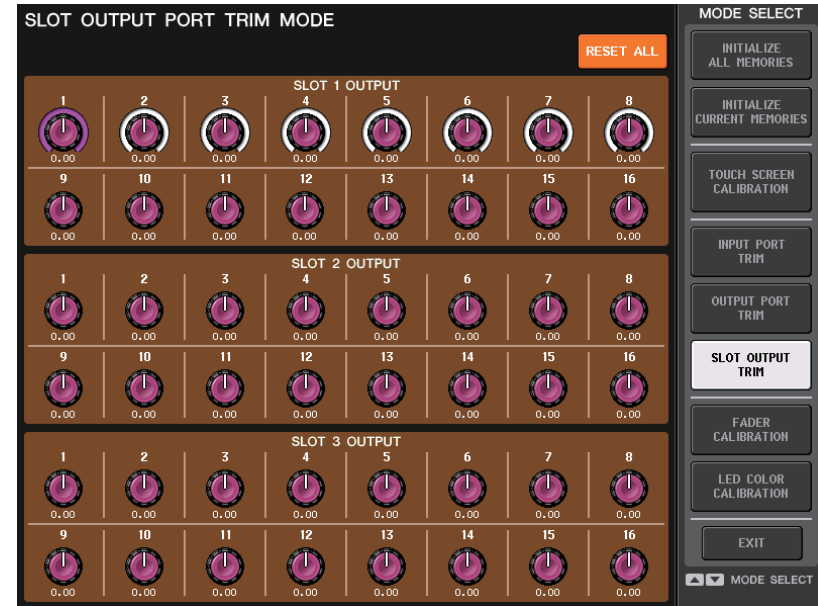 SLOT OUTPUT PORT TRIM MODE
RESET ALL
SLOT 1 OUTPUT
1 2 3 4 5 6 7 8
0.00 0.00 0.00 0.00 0.00 0.00 0.00 0.00
9 10 11 12 13 14 15 16
0.00 0.00 0.00 0.00 0.00 0.00 0.00 0.00
SLOT 2 OUTPUT
1 2 3 4 5 6 7 8
0.00 0.00 0.00 0.00 0.00 0.00 0.00 0.00
9 10 11 12 13 14 15 16
0.00 0.00 0.00 0.00 0.00 0.00 0.00 0.00
SLOT 3 OUTPUT
1 2 3 4 5 6 7 8
0.00 0.00 0.00 0.00 0.00 0.00 0.00 0.00
9 10 11 12 13 14 15 16
0.00 0.00 0.00 0.00 0.00 0.00 0.00 0.00
MODE SELECT
INITIALIZE
ALL MEMORIES
INITIALIZE
CURRENT MEMORIES
TOUCH SCREEN
CALIBRATION
INPUT PORT
TRIM
OUTPUT PORT
TRIM
SLOT OUTPUT
TRIM
FADER
CALIBRATION
LED COLOR
CALIBRATION
EXIT
MODE SELECT